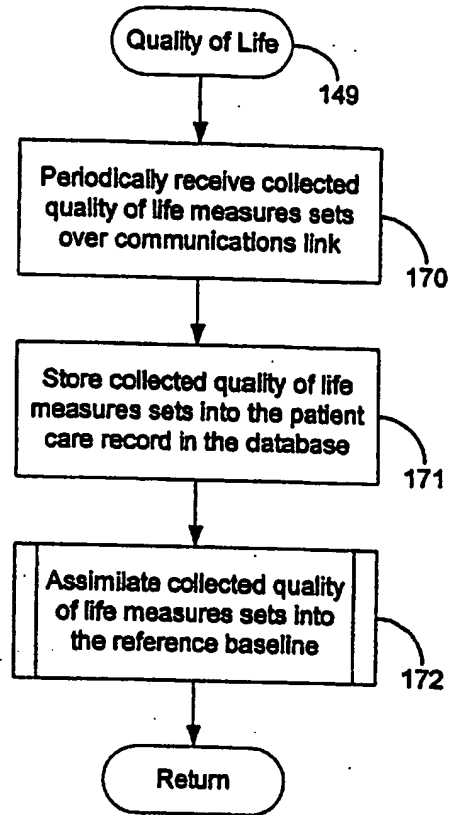 Quality of Life
149
Periodically receive collected
quality of life measures sets
over communications link
170
Store collected quality of life
measures sets into the patient
care record in the database
171
Assimilate collected quality
of life measures sets into
the reference baseline
172
Return